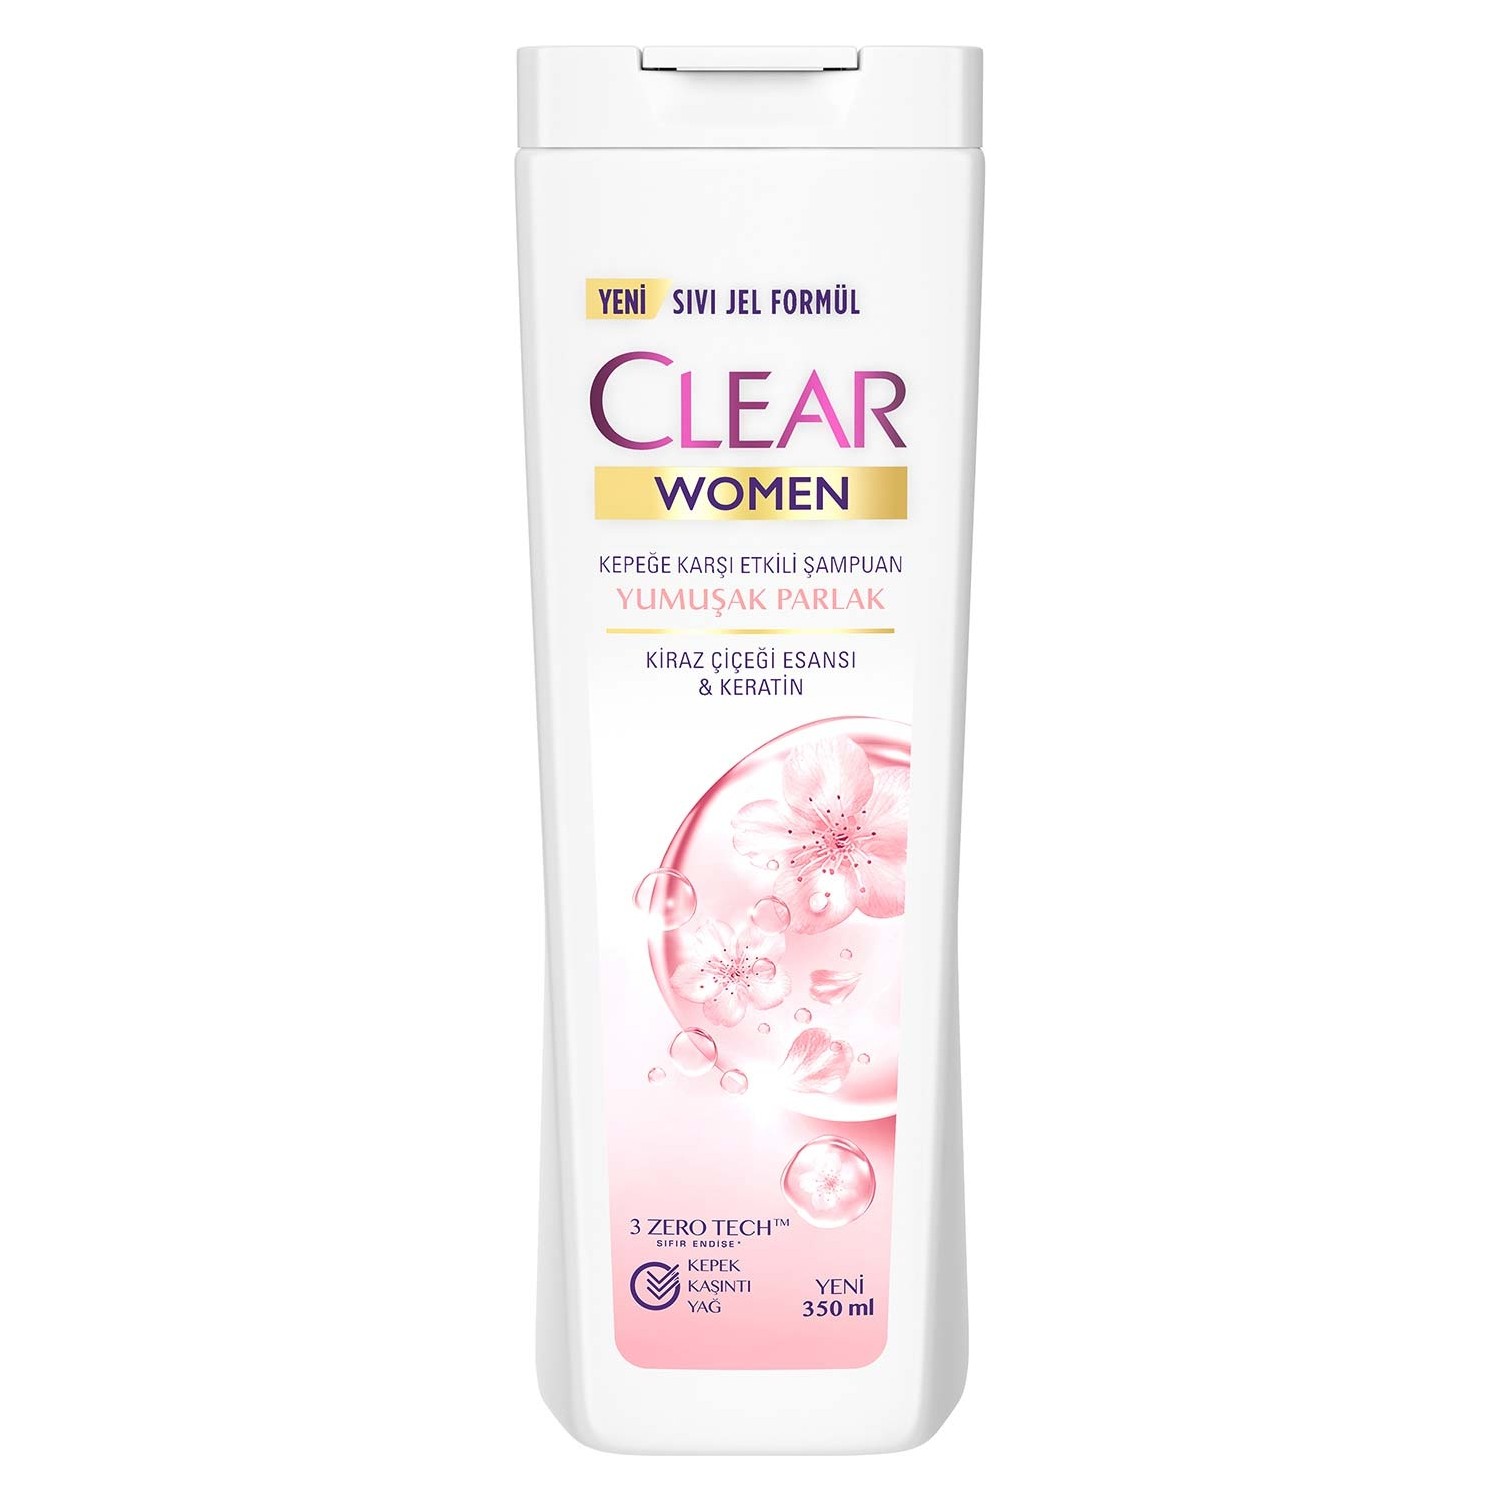 YENİ SIVI JEL FORMÜL
CLEAR
WOMEN
KEPEĞE KARŞI ETKİLİ ŞAMPUAN
YUMUŞAK PARLAK
KİRAZ ÇİÇEĞİ ESANSI
& KERATİN
3 ZERO TECH™
SIFIR ENDİŞE*
KEPEK
KAŞINTI
YAĞ
YENİ
350 ml